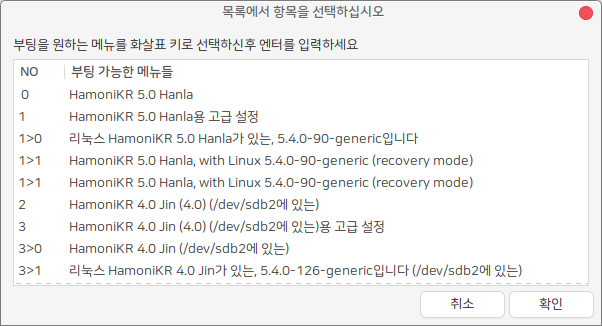 목록에서 항목을 선택하십시오
부팅을 원하는 메뉴를 화살표 키로 선택하신후 엔터를 입력하세요
NO 부팅 가능한 메뉴들
0 HamoniKR 5.0 Hanla
1 HamoniKR 5.0 Hanla용 고급 설정
1>0 리눅스 HamoniKR 5.0 Hanla가 있는, 5.4.0-90-generic입니다
1>1 HamoniKR 5.0 Hanla, with Linux 5.4.0-90-generic (recovery mode)
1>1 HamoniKR 5.0 Hanla, with Linux 5.4.0-90-generic (recovery mode)
2 HamoniKR 4.0 Jin (4.0) (/dev/sdb2에 있는)
3 HamoniKR 4.0 Jin (4.0) (/dev/sdb2에 있는)용 고급 설정
3>0 HamoniKR 4.0 Jin (/dev/sdb2에 있는)
3>1 리눅스 HamoniKR 4.0 Jin가 있는, 5.4.0-126-generic입니다 (/dev/sdb2에 있는)
취소 확인